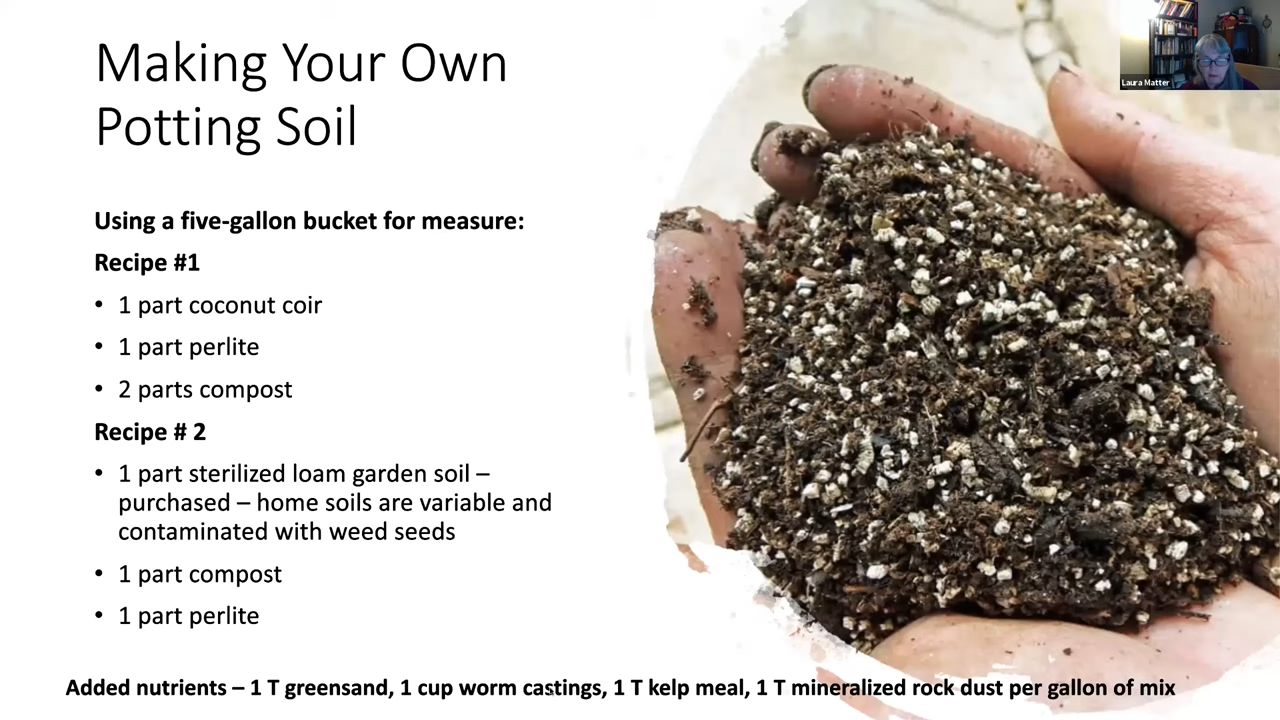 Making Your Own
Potting Soil
Laura Matter
Using a five-gallon bucket for measure:
Recipe #1
• 1 part coconut coir
• 1 part perlite
• 2 parts compost
Recipe # 2
• 1 part sterilized loam garden soil –
purchased – home soils are variable and
contaminated with weed seeds
• 1 part compost
• 1 part perlite
Added nutrients – 1 T greensand, 1 cup worm castings, 1 T kelp meal, 1 T mineralized rock dust per gallon of mix